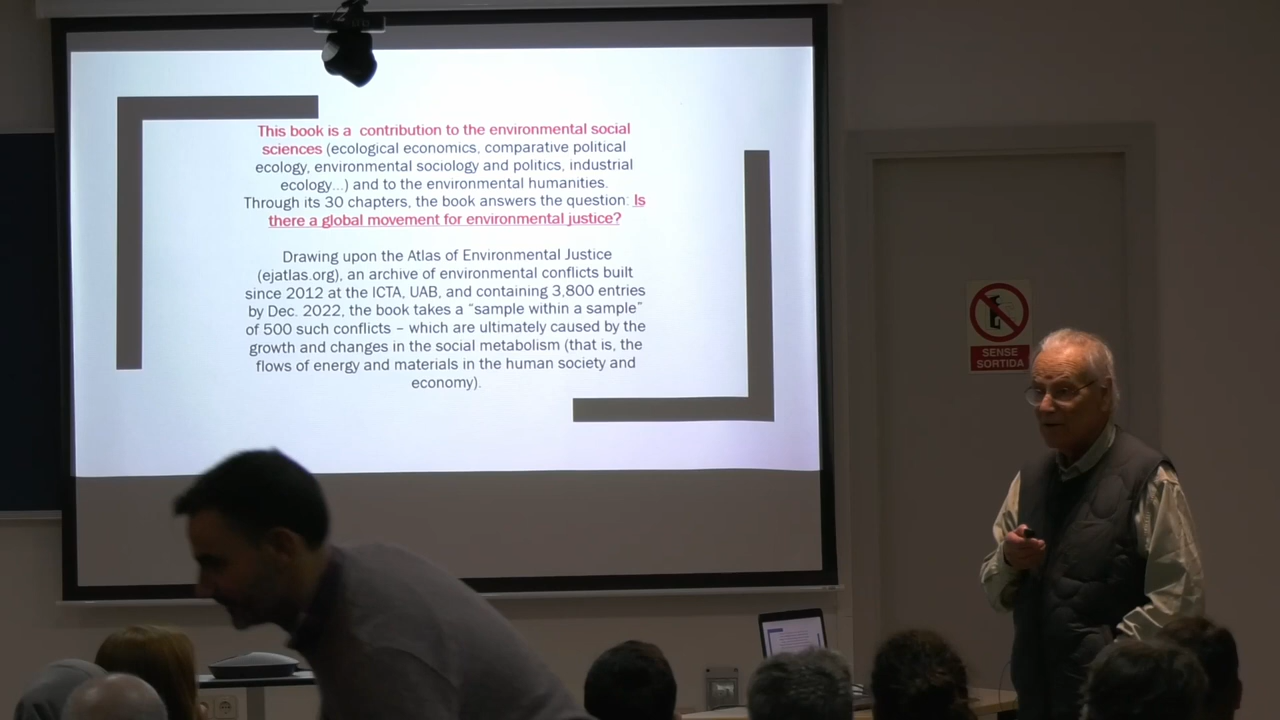 This book is a  contribution to the environmental social
sciences (ecological economics, comparative political
ecology, environmental sociology and politics, industrial
ecology...) and to the environmental humanities.
Through its 30 chapters, the book answers the question: Is
there a global movement for environmental justice?
Drawing upon the Atlas of Environmental Justice
(ejatlas.org), an archive of environmental conflicts built
since 2012 at the ICTA, UAB, and containing 3,800 entries
by Dec. 2022, the book takes a “sample within a sample”
of 500 such conflicts – which are ultimately caused by the
growth and changes in the social metabolism (that is, the
flows of energy and materials in the human society and
economy).
SENSE
SORTIDA